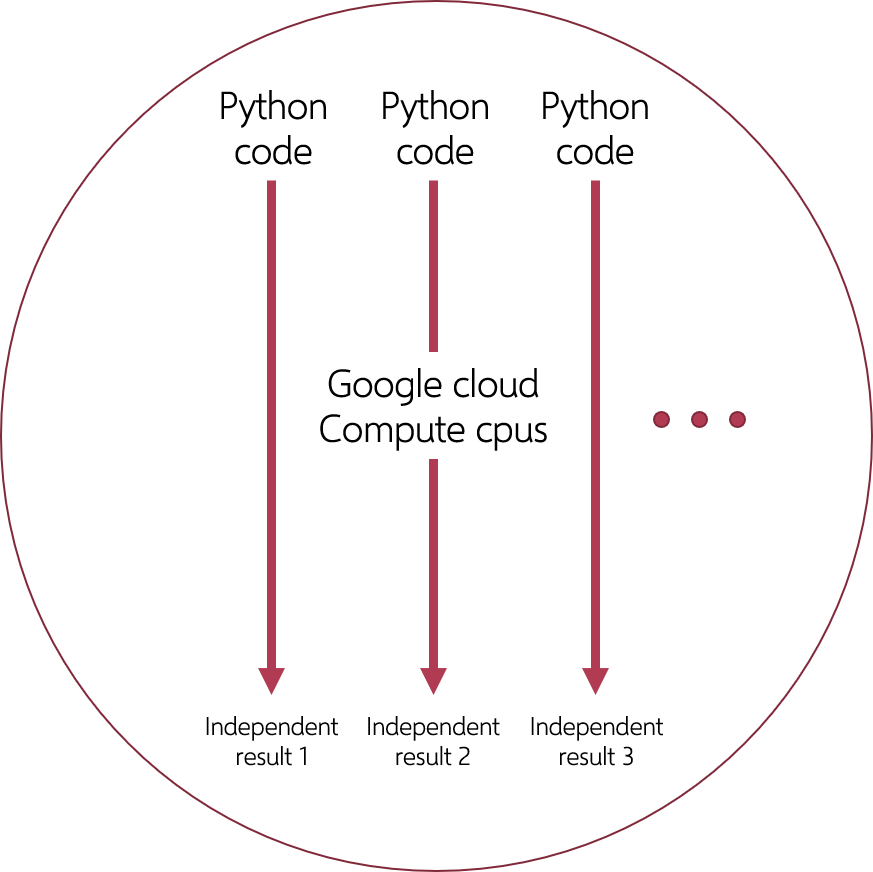 Python
code
Python
code
Python
code
Google cloud
Compute cpus
Independent
result 1
Independent
result 2
Independent
result 3